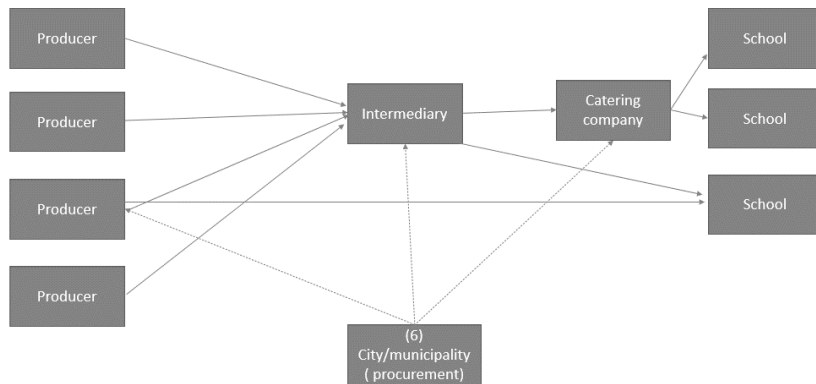 Producer
School
Producer
Intermediary
Catering
company
School
Producer
School
Producer
(6)
City/municipality
( procurement)